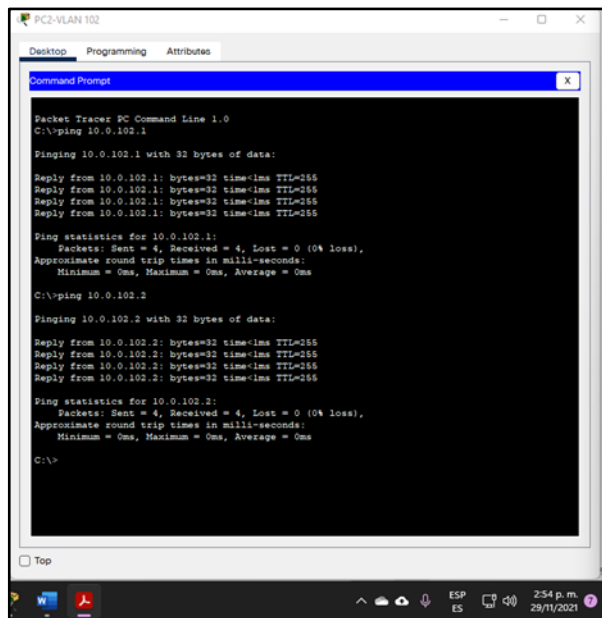 PC2-VLAN 102
Desktop Programming Attributes
Command Prompt X
Packet Tracer PC Command Line 1.0
C:\>ping 10.0.102.1
Pinging 10.0.102.1 with 32 bytes of data:
Reply from 10.0.102.1: bytes=32 time<1ms TTL=255
Reply from 10.0.102.1: bytes=32 time<1ms TTL=255
Reply from 10.0.102.1: bytes=32 time<1ms TTL=255
Reply from 10.0.102.1: bytes=32 time<1ms TTL=255
Ping statistics for 10.0.102.1:
Packets: Sent = 4, Received = 4, Lost = 0 (0% loss),
Approximate round trip times in milli-seconds:
Minimum = 0ms, Maximum = 0ms, Average = 0ms
C:\>ping 10.0.102.2
Pinging 10.0.102.2 with 32 bytes of data:
Reply from 10.0.102.2: bytes=32 time<1ms TTL=255
Reply from 10.0.102.2: bytes=32 time<1ms TTL=255
Reply from 10.0.102.2: bytes=32 time<1ms TTL=255
Reply from 10.0.102.2: bytes=32 time<1ms TTL=255
Ping statistics for 10.0.102.2:
Packets: Sent = 4, Received = 4, Lost = 0 (0% loss),
Approximate round trip times in milli-seconds:
Minimum = 0ms, Maximum = 0ms, Average = 0ms
C:\>
Top
ESP 2:54 p. m.
ES 29/11/2021 7